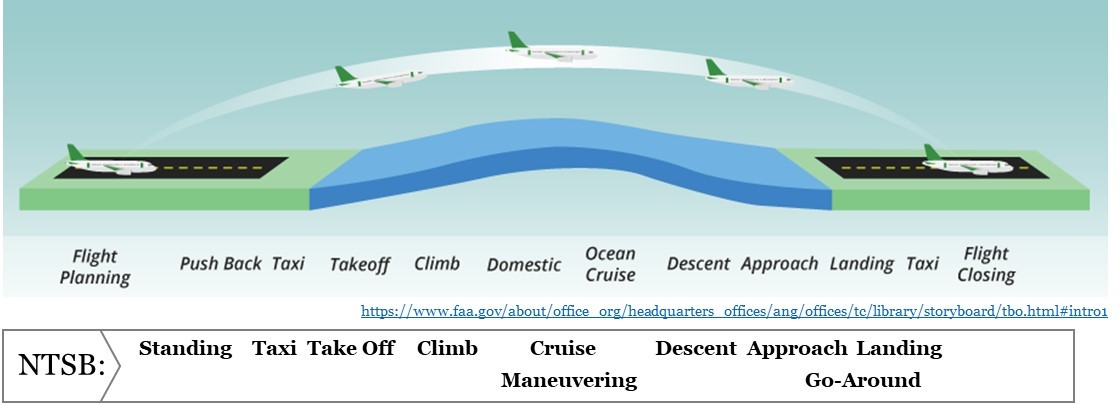 Flight Planning
Push Back Taxi Takeoff Climb Domestic
Ocean Cruise
Descent Approach Landing Taxi
Flight Closing
https://www.faa.gov/about/office_org/headquarters_offices/ang/offices/tc/library/storyboard/tbo.html#intro1
NTSB:
Standing Taxi Take Off Climb Cruise Descent Approach Landing
Maneuvering Go-Around